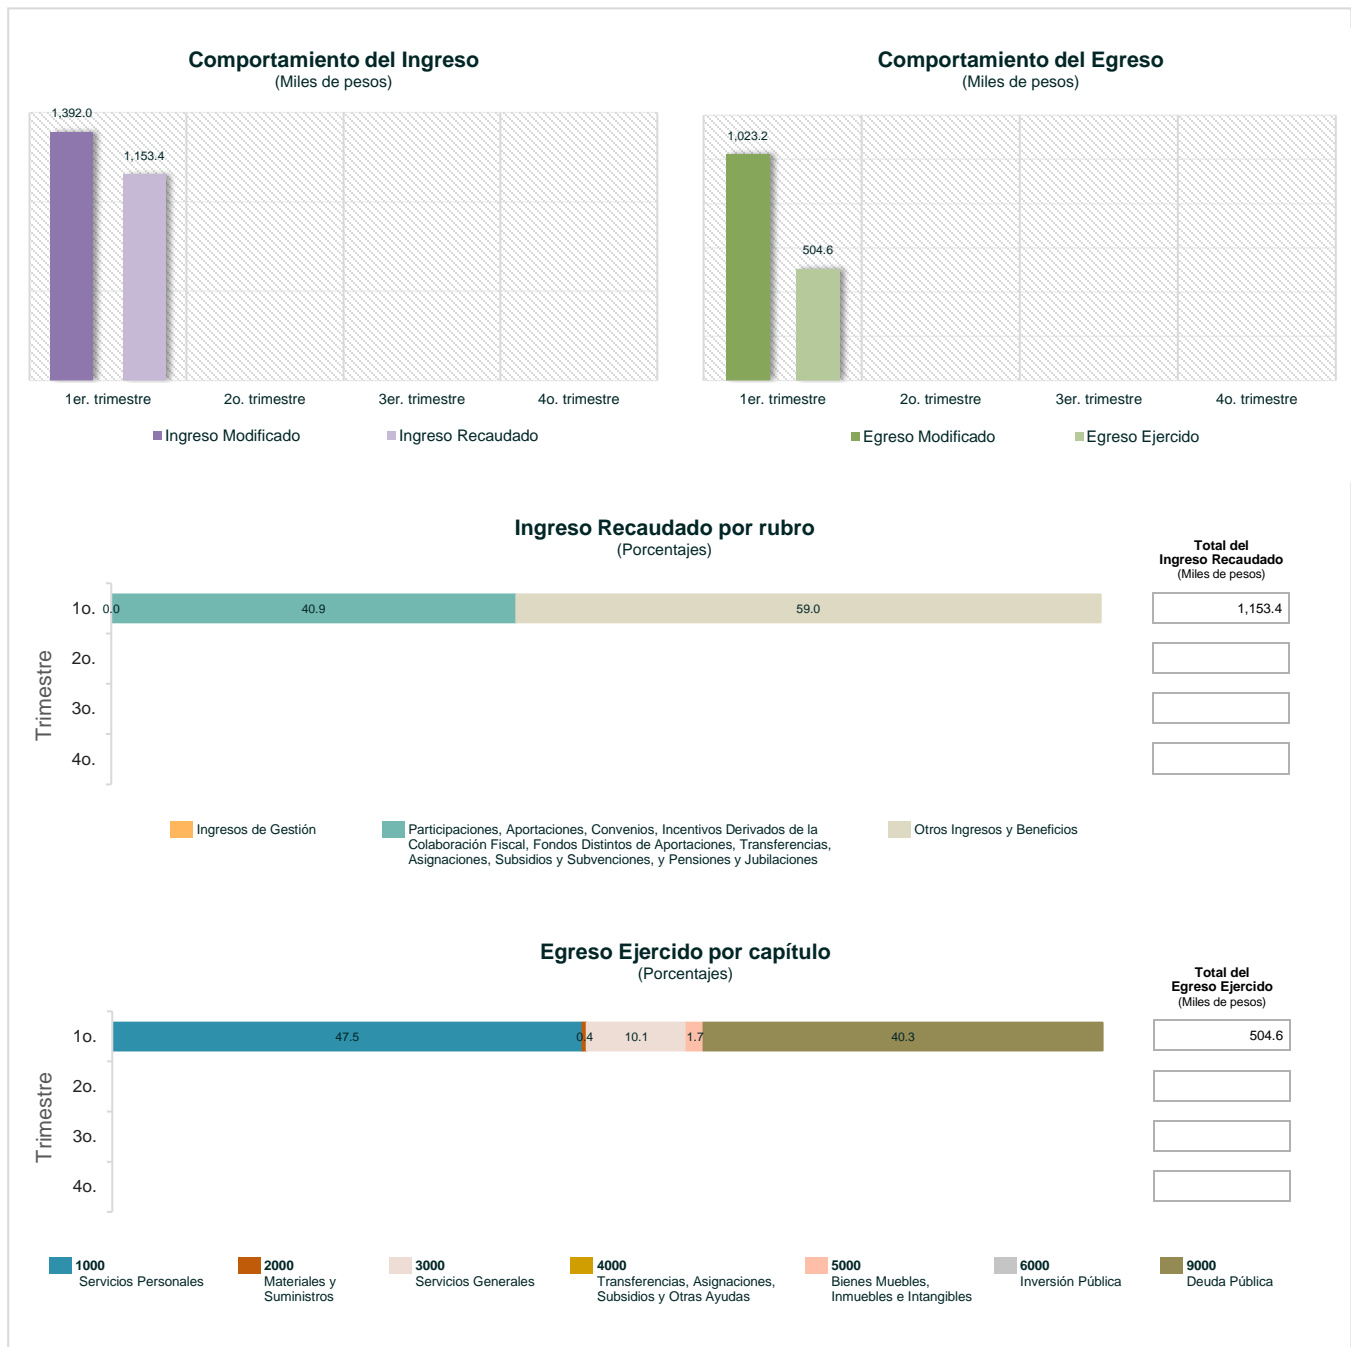 Comportamiento del Ingreso
(Miles de pesos)
1,392.0
1,153.4
1er. trimestre
2o. trimestre
3er. trimestre
4o. trimestre
Ingreso Modificado
Ingreso Recaudado
Comportamiento del Egreso
(Miles de pesos)
1,023.2
504.6
1er. trimestre
2o. trimestre
3er. trimestre
4o. trimestre
Egreso Modificado
Egreso Ejercido
Ingreso Recaudado por rubro
(Porcentajes)
Total del
Ingreso Recaudado
(Miles de pesos)
Trimestre
1o.
0.0
40.9
59.0
1,153.4
2o.
3o.
4o.
Ingresos de Gestión
Participaciones, Aportaciones, Convenios, Incentivos Derivados de la
Colaboración Fiscal, Fondos Distintos de Aportaciones, Transferencias,
Asignaciones, Subsidios y Subvenciones, y Pensiones y Jubilaciones
Otros Ingresos y Beneficios
Egreso Ejercido por capítulo
(Porcentajes)
Total del
Egreso Ejercido
(Miles de pesos)
Trimestre
1o.
47.5
0.4
10.1
1.7
40.3
504.6
2o.
3o.
4o.
1000
Servicios Personales
2000
Materiales y
Suministros
3000
Servicios Generales
4000
Transferencias, Asignaciones,
Subsidios y Otras Ayudas
5000
Bienes Muebles,
Inmuebles e Intangibles
6000
Inversión Pública
9000
Deuda Pública